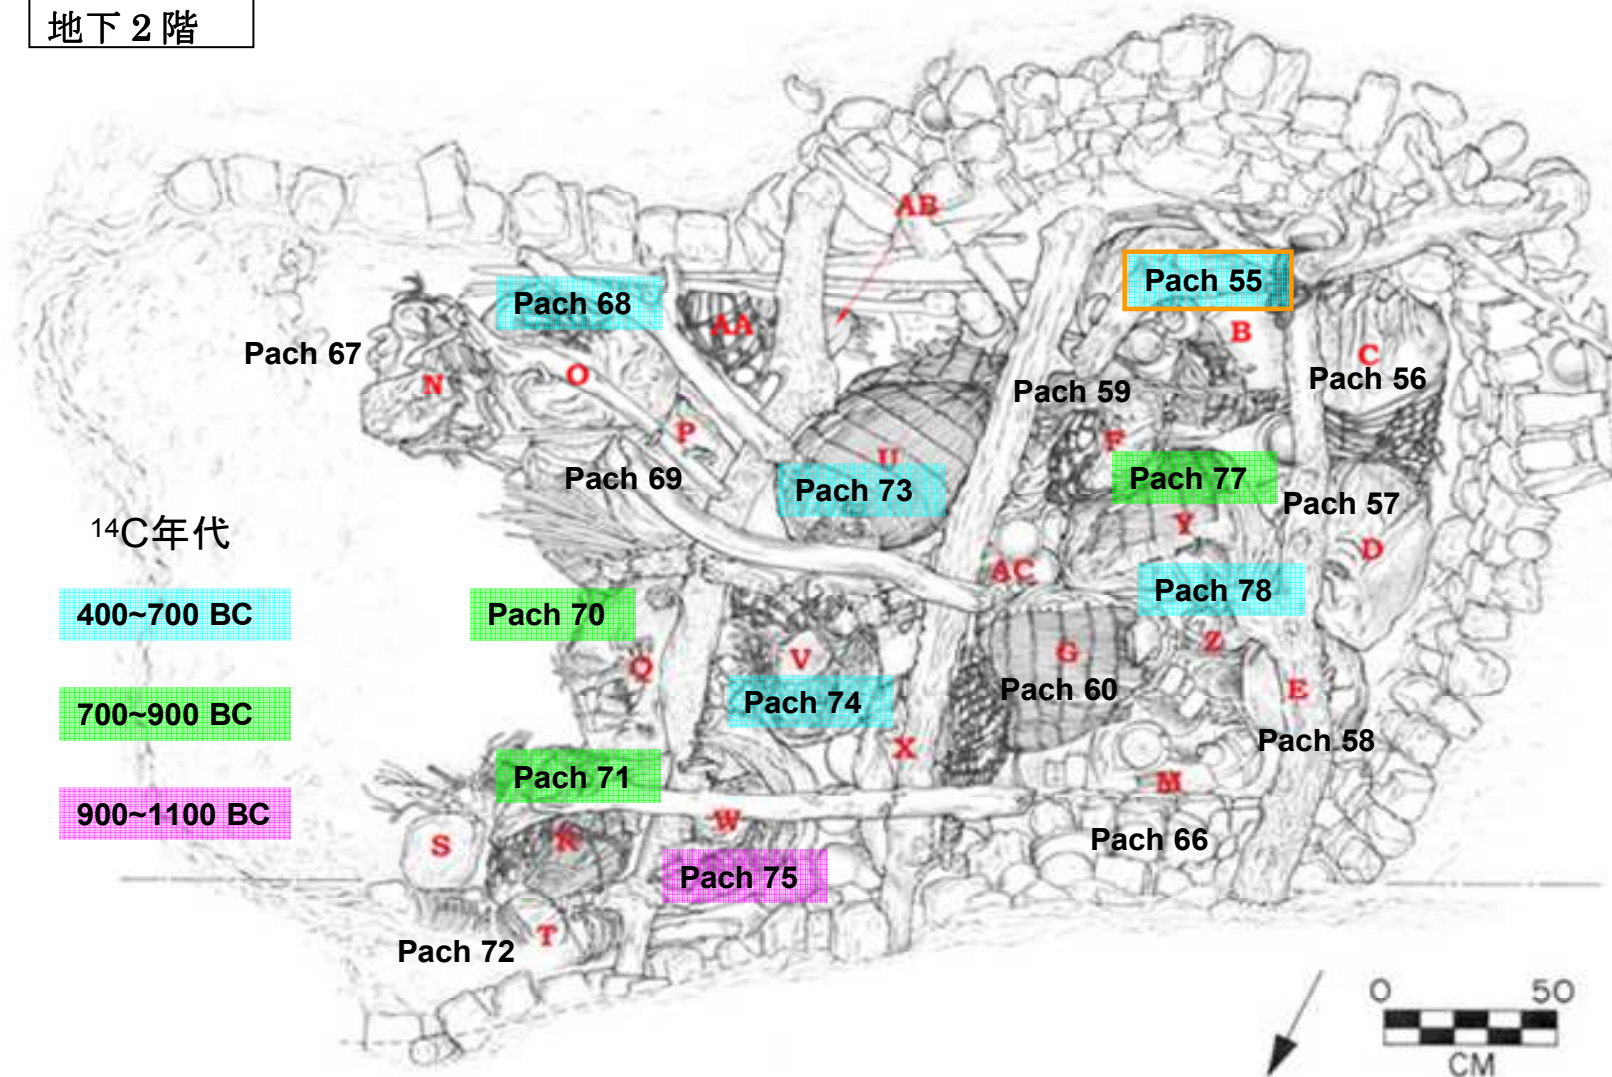 地下２階
AB
Pach 55
Pach 68
AA
B
Pach 67
C
N
O
Pach 56
Pach 59
P
F
U
Pach 69
Pach 73
Pach 77
Pach 57
Y
¹⁴C年代
D
AC
400~700 BC
Pach 70
Pach 78
Q
V
G
Z
Pach 74
Pach 60
E
700~900 BC
X
Pach 58
Pach 71
M
900~1100 BC
S
R
W
Pach 66
Pach 75
T
Pach 72
0 50
CM